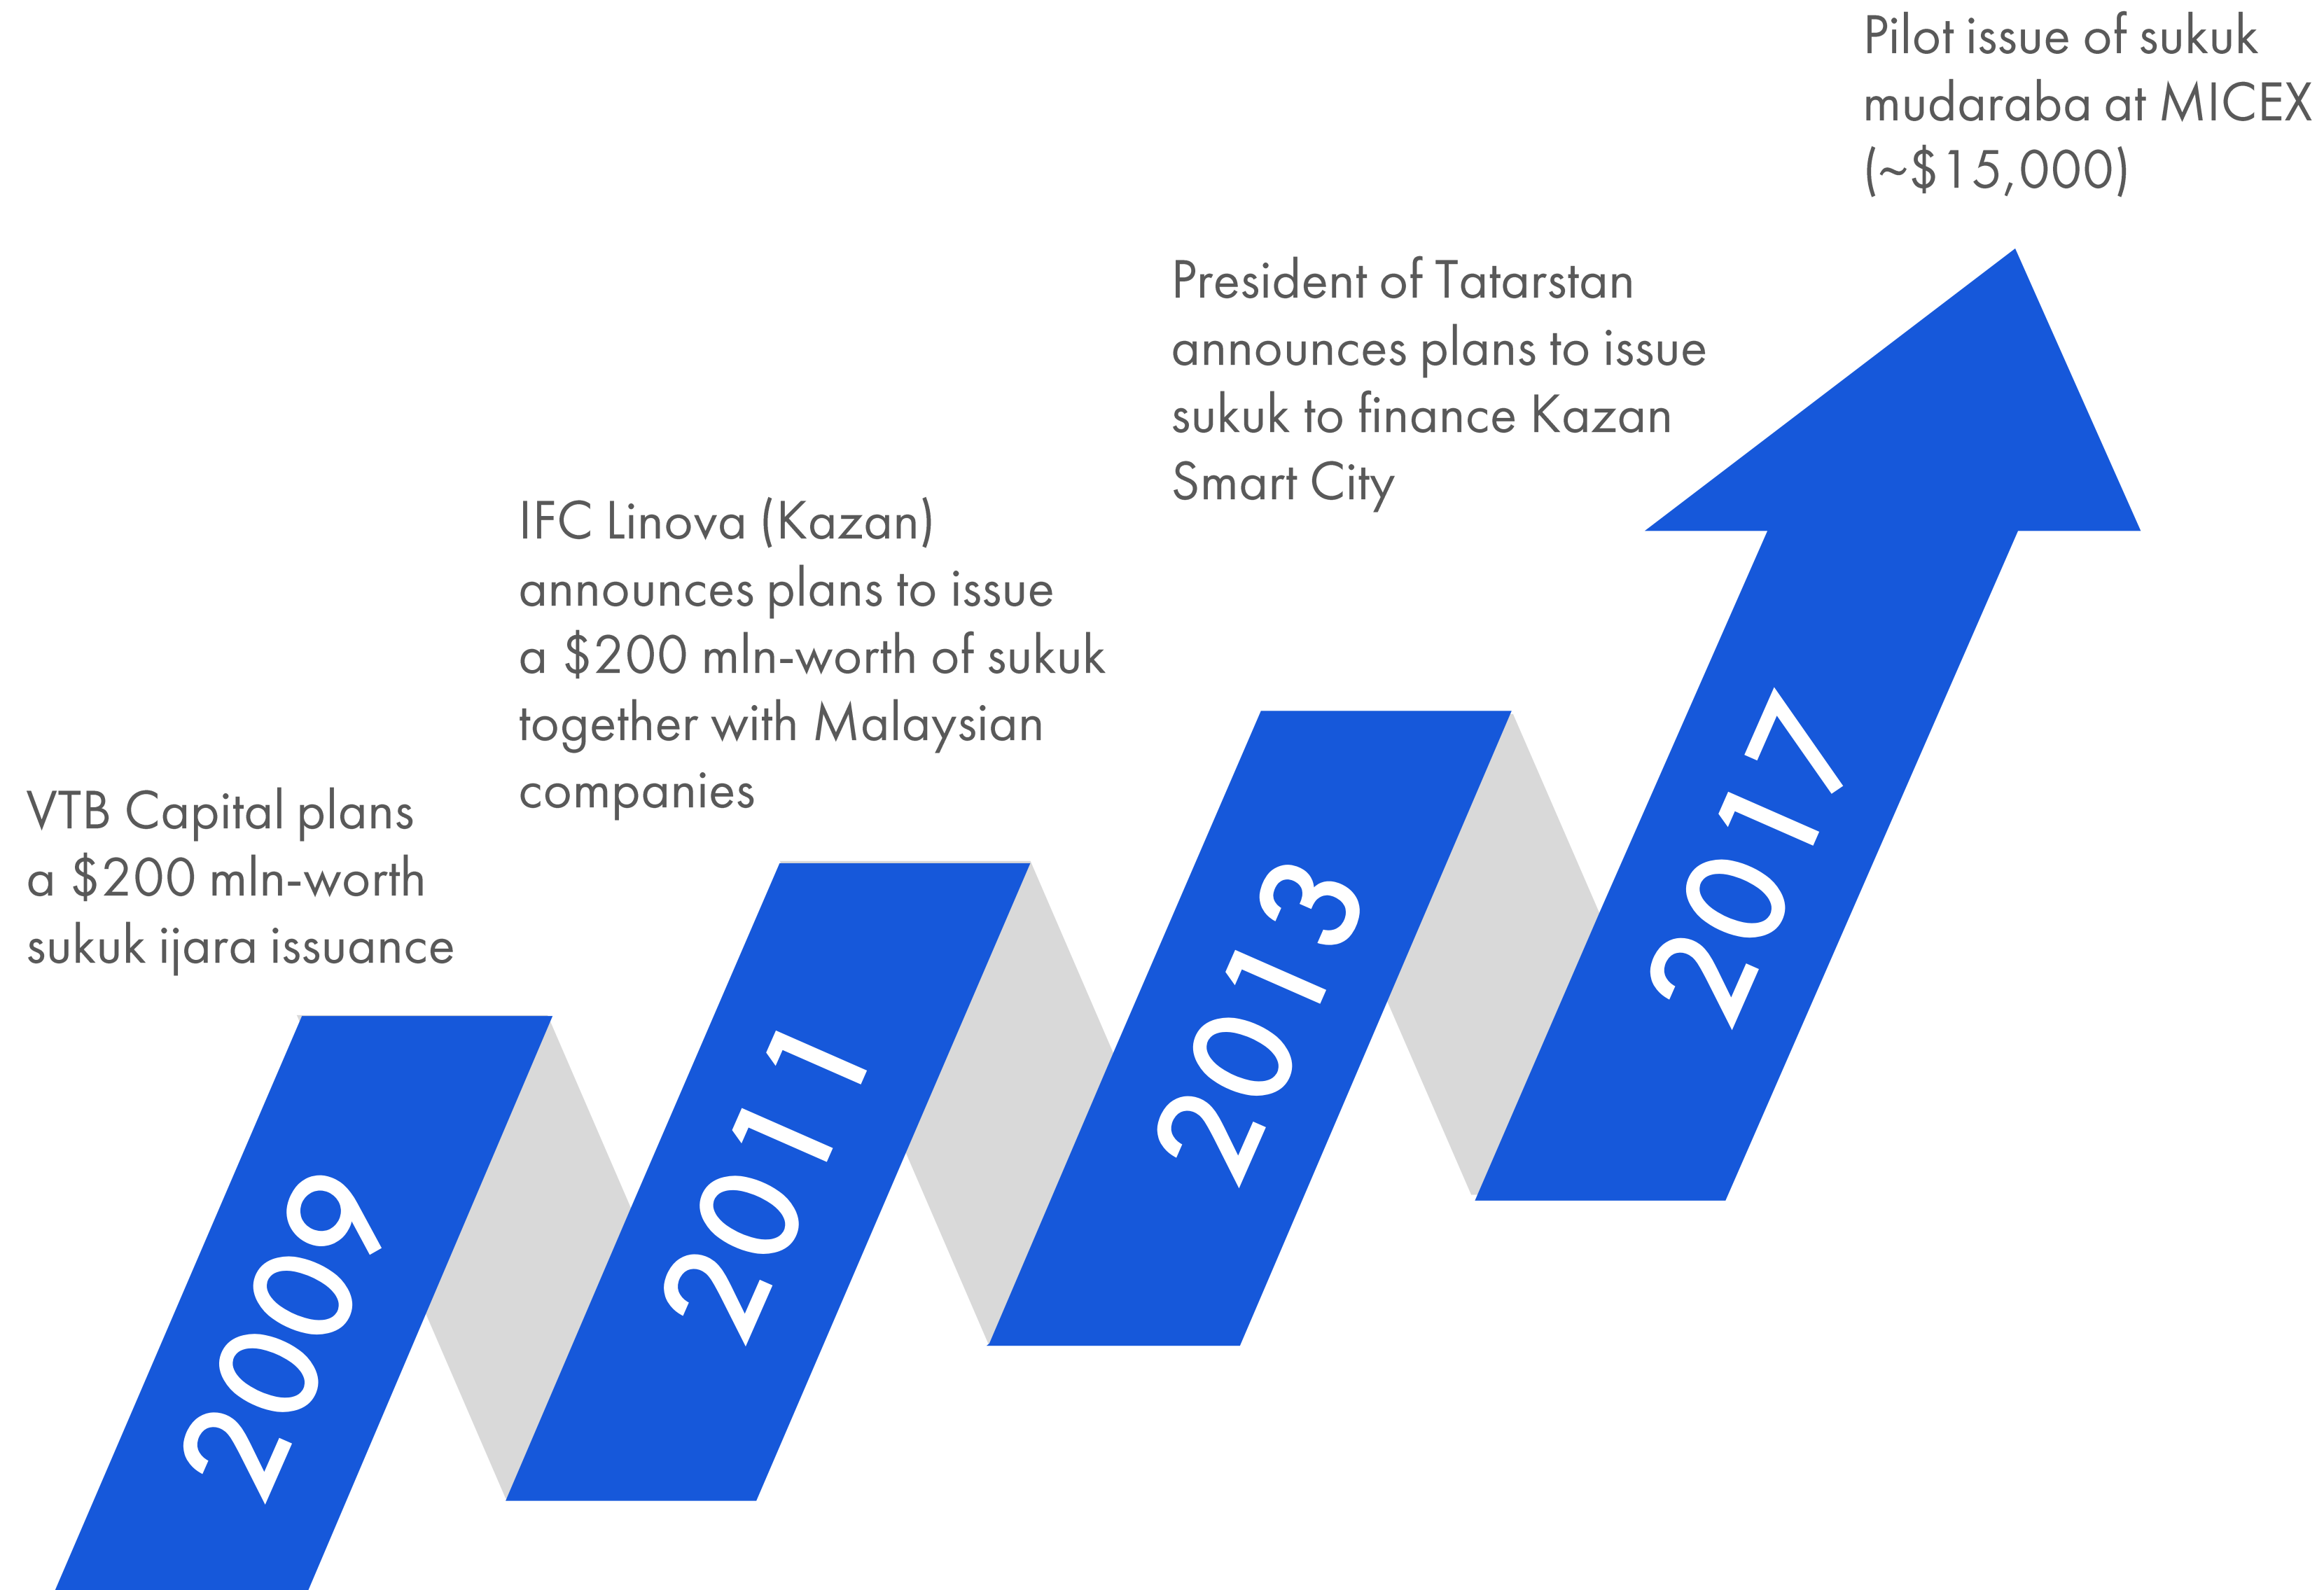 Pilot issue of sukuk
mudaraba at MICEX
(~$15,000)
President of Tatarstan
announces plans to issue
sukuk to finance Kazan
Smart City
IFC Linova (Kazan)
announces plans to issue
a $200 mln-worth of sukuk
together with Malaysian
companies
VTB Capital plans
a $200 mln-worth
sukuk ijara issuance
2009
2011
2013
2017